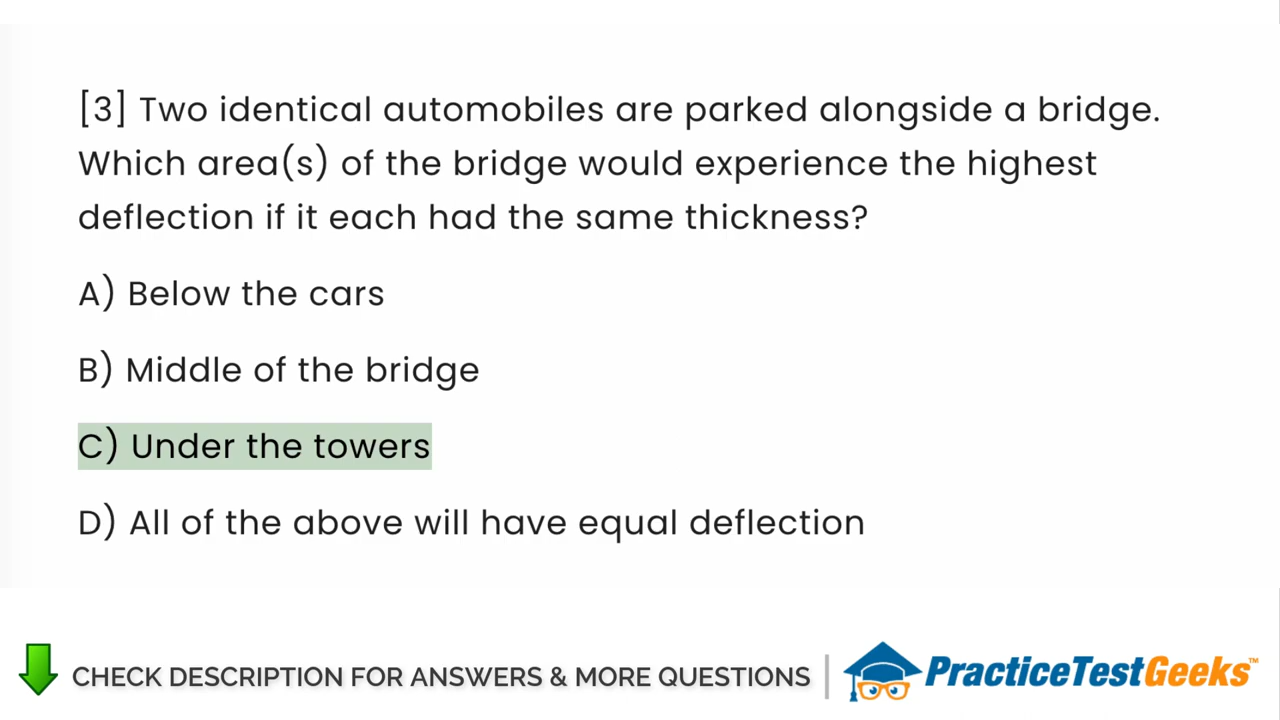 [3] Two identical automobiles are parked alongside a bridge.
Which area(s) of the bridge would experience the highest
deflection if it each had the same thickness?
A) Below the cars
B) Middle of the bridge
C) Under the towers
D) All of the above will have equal deflection
CHECK DESCRIPTION FOR ANSWERS & MORE QUESTIONS | PracticeTestGeeks™